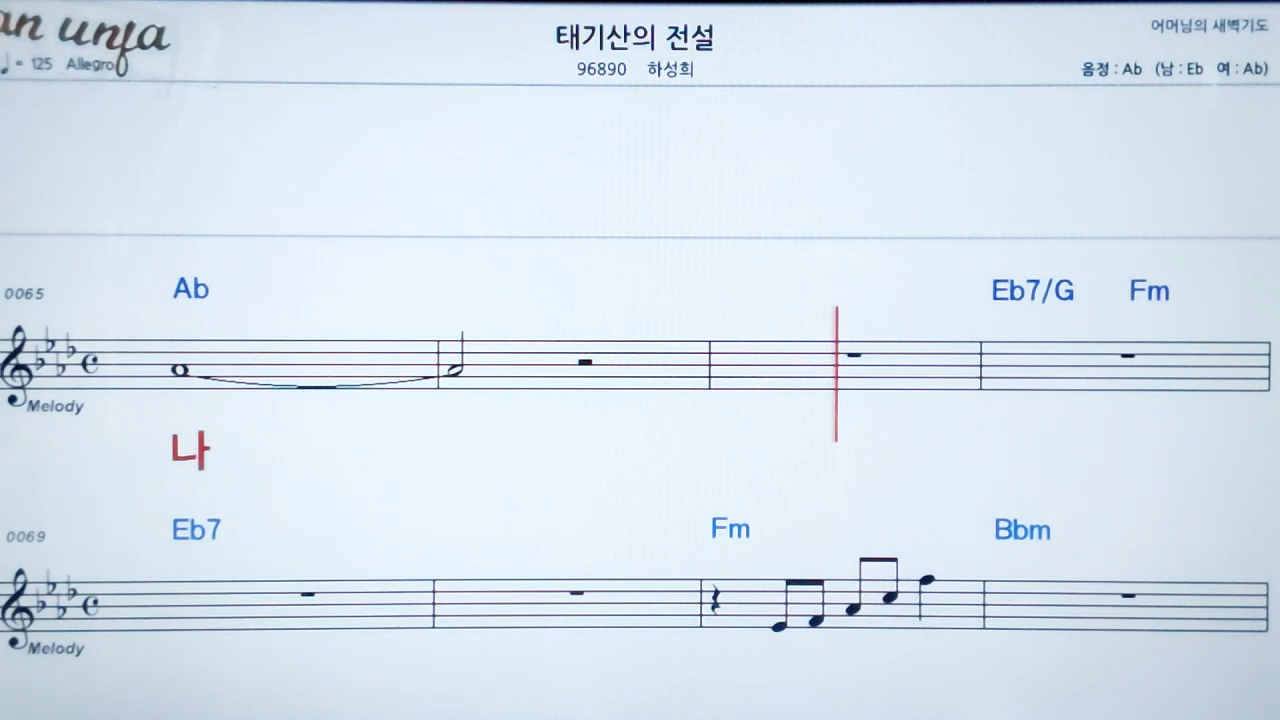 an unfa
태기산의 전설
어머님의 새벽기도
♩= 125 Allegro
96890 하성희
음정 : Ab (남 : Eb 여 : Ab)
0065 Ab Eb7/G Fm
Melody
나
0069 Eb7 Fm Bbm
Melody